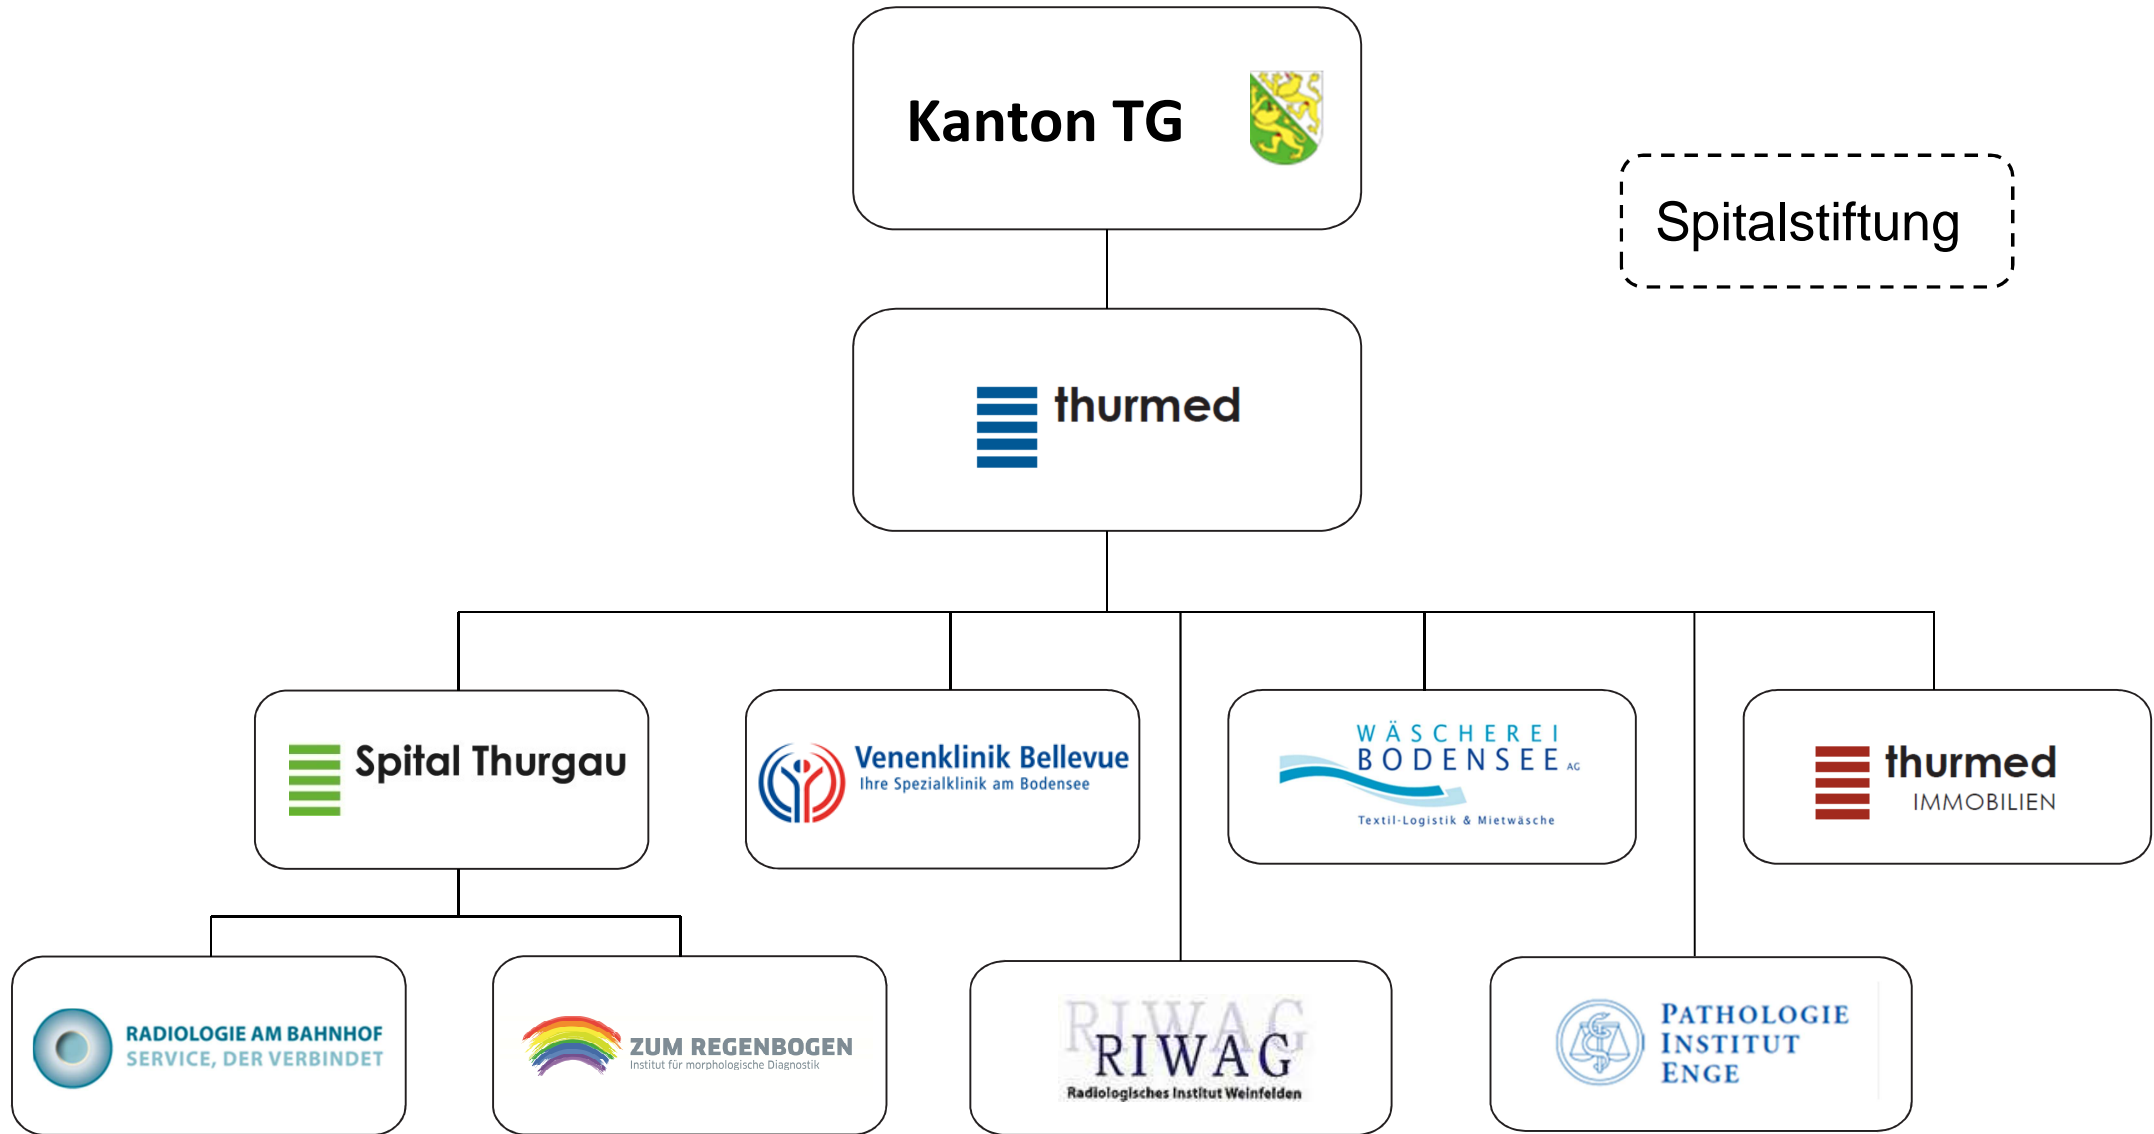 Kanton TG
Spitalstiftung
thurmed
Spital Thurgau
Venenklinik Bellevue
Ihre Spezialklinik am Bodensee
WÄSCHEREI
BODENSEE AG
Textil-Logistik & Mietwäsche
thurmed
IMMOBILIEN
RADIOLOGIE AM BAHNHOF
SERVICE, DER VERBINDET
ZUM REGENBOGEN
Institut für morphologische Diagnostik
RIWAG
RIWAG
Radiologisches Institut Weinfelden
PATHOLOGIE
INSTITUT
ENGE